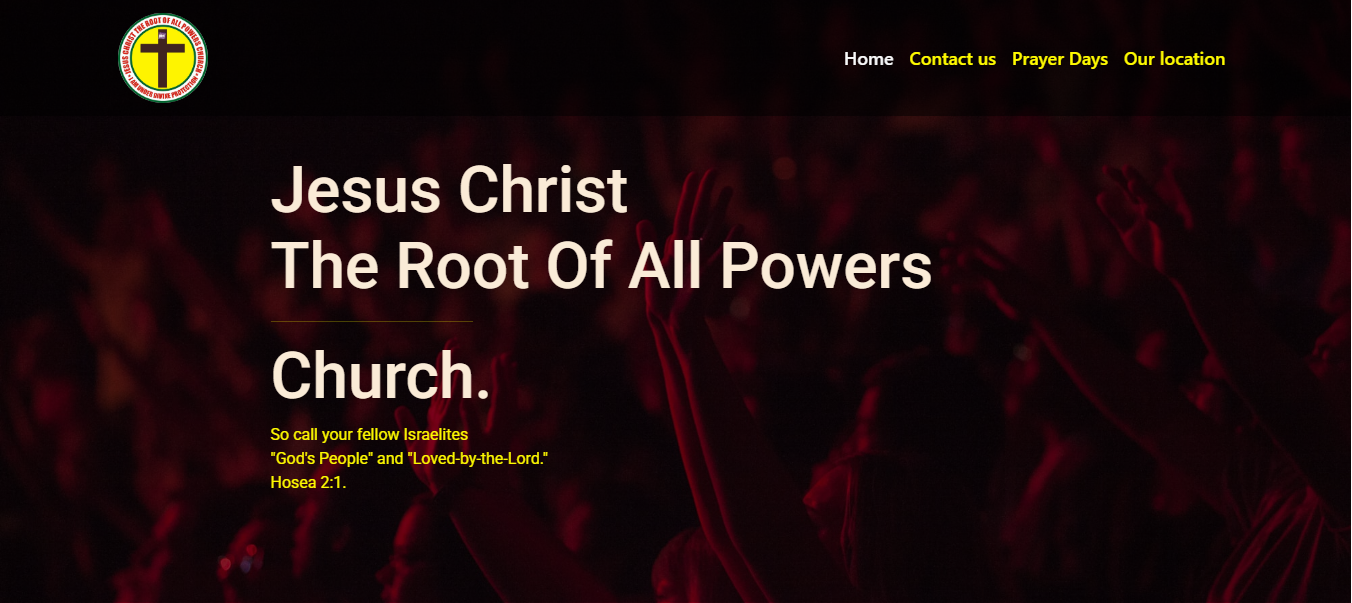 JESUS CHRIST THE ROOT OF ALL POWERS CHURCH
I AM UNDER DIVINE PROTECTION
Home Contact us Prayer Days Our location
Jesus Christ
The Root Of All Powers
Church.
So call your fellow Israelites
"God's People" and "Loved-by-the-Lord."
Hosea 2:1.